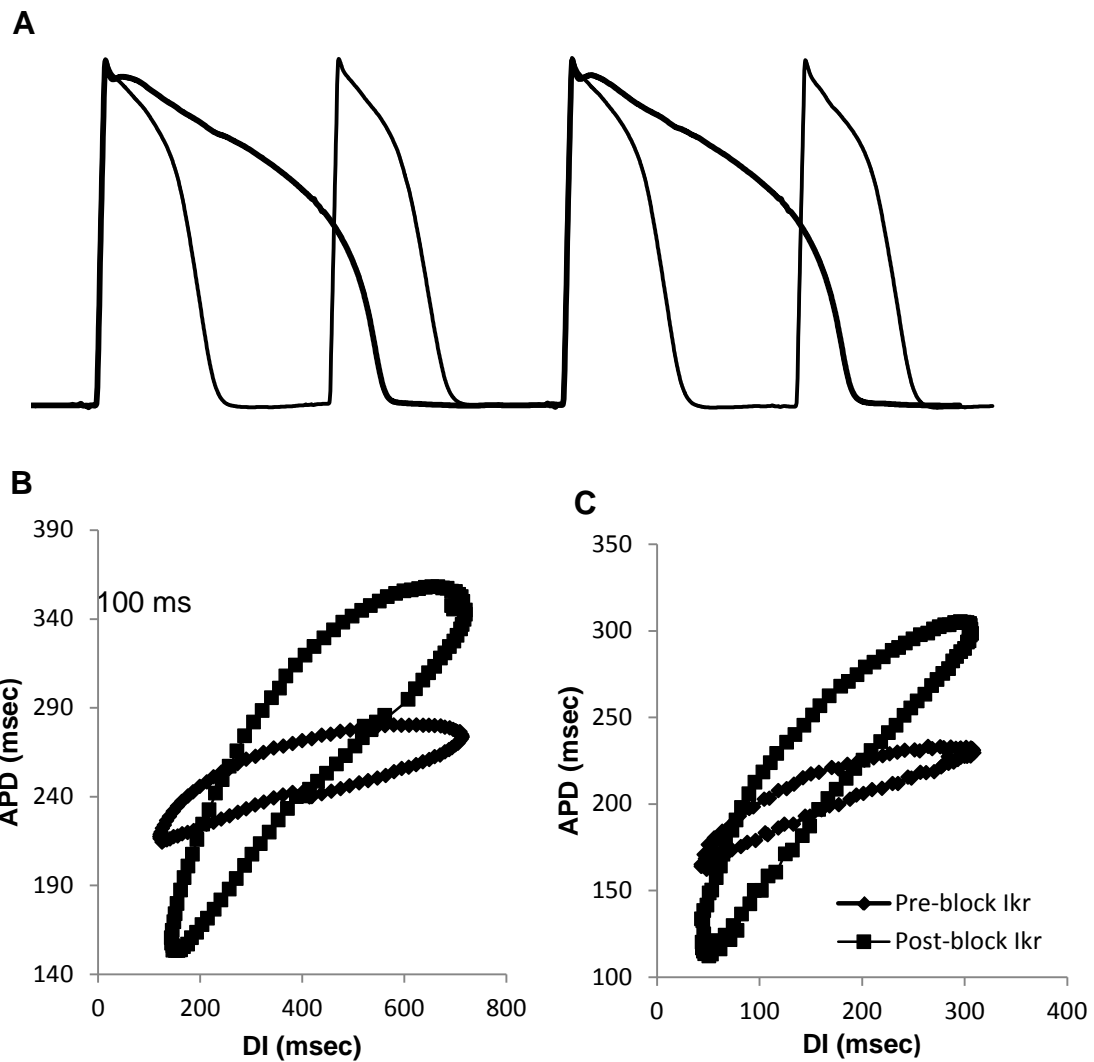 A
B
C
390
340
290
240
190
140
100 ms
APD (msec)
0 200 400 600 800
DI (msec)
350
300
250
200
150
100
APD (msec)
Pre-block Ikr
Post-block Ikr
0 100 200 300 400
DI (msec)